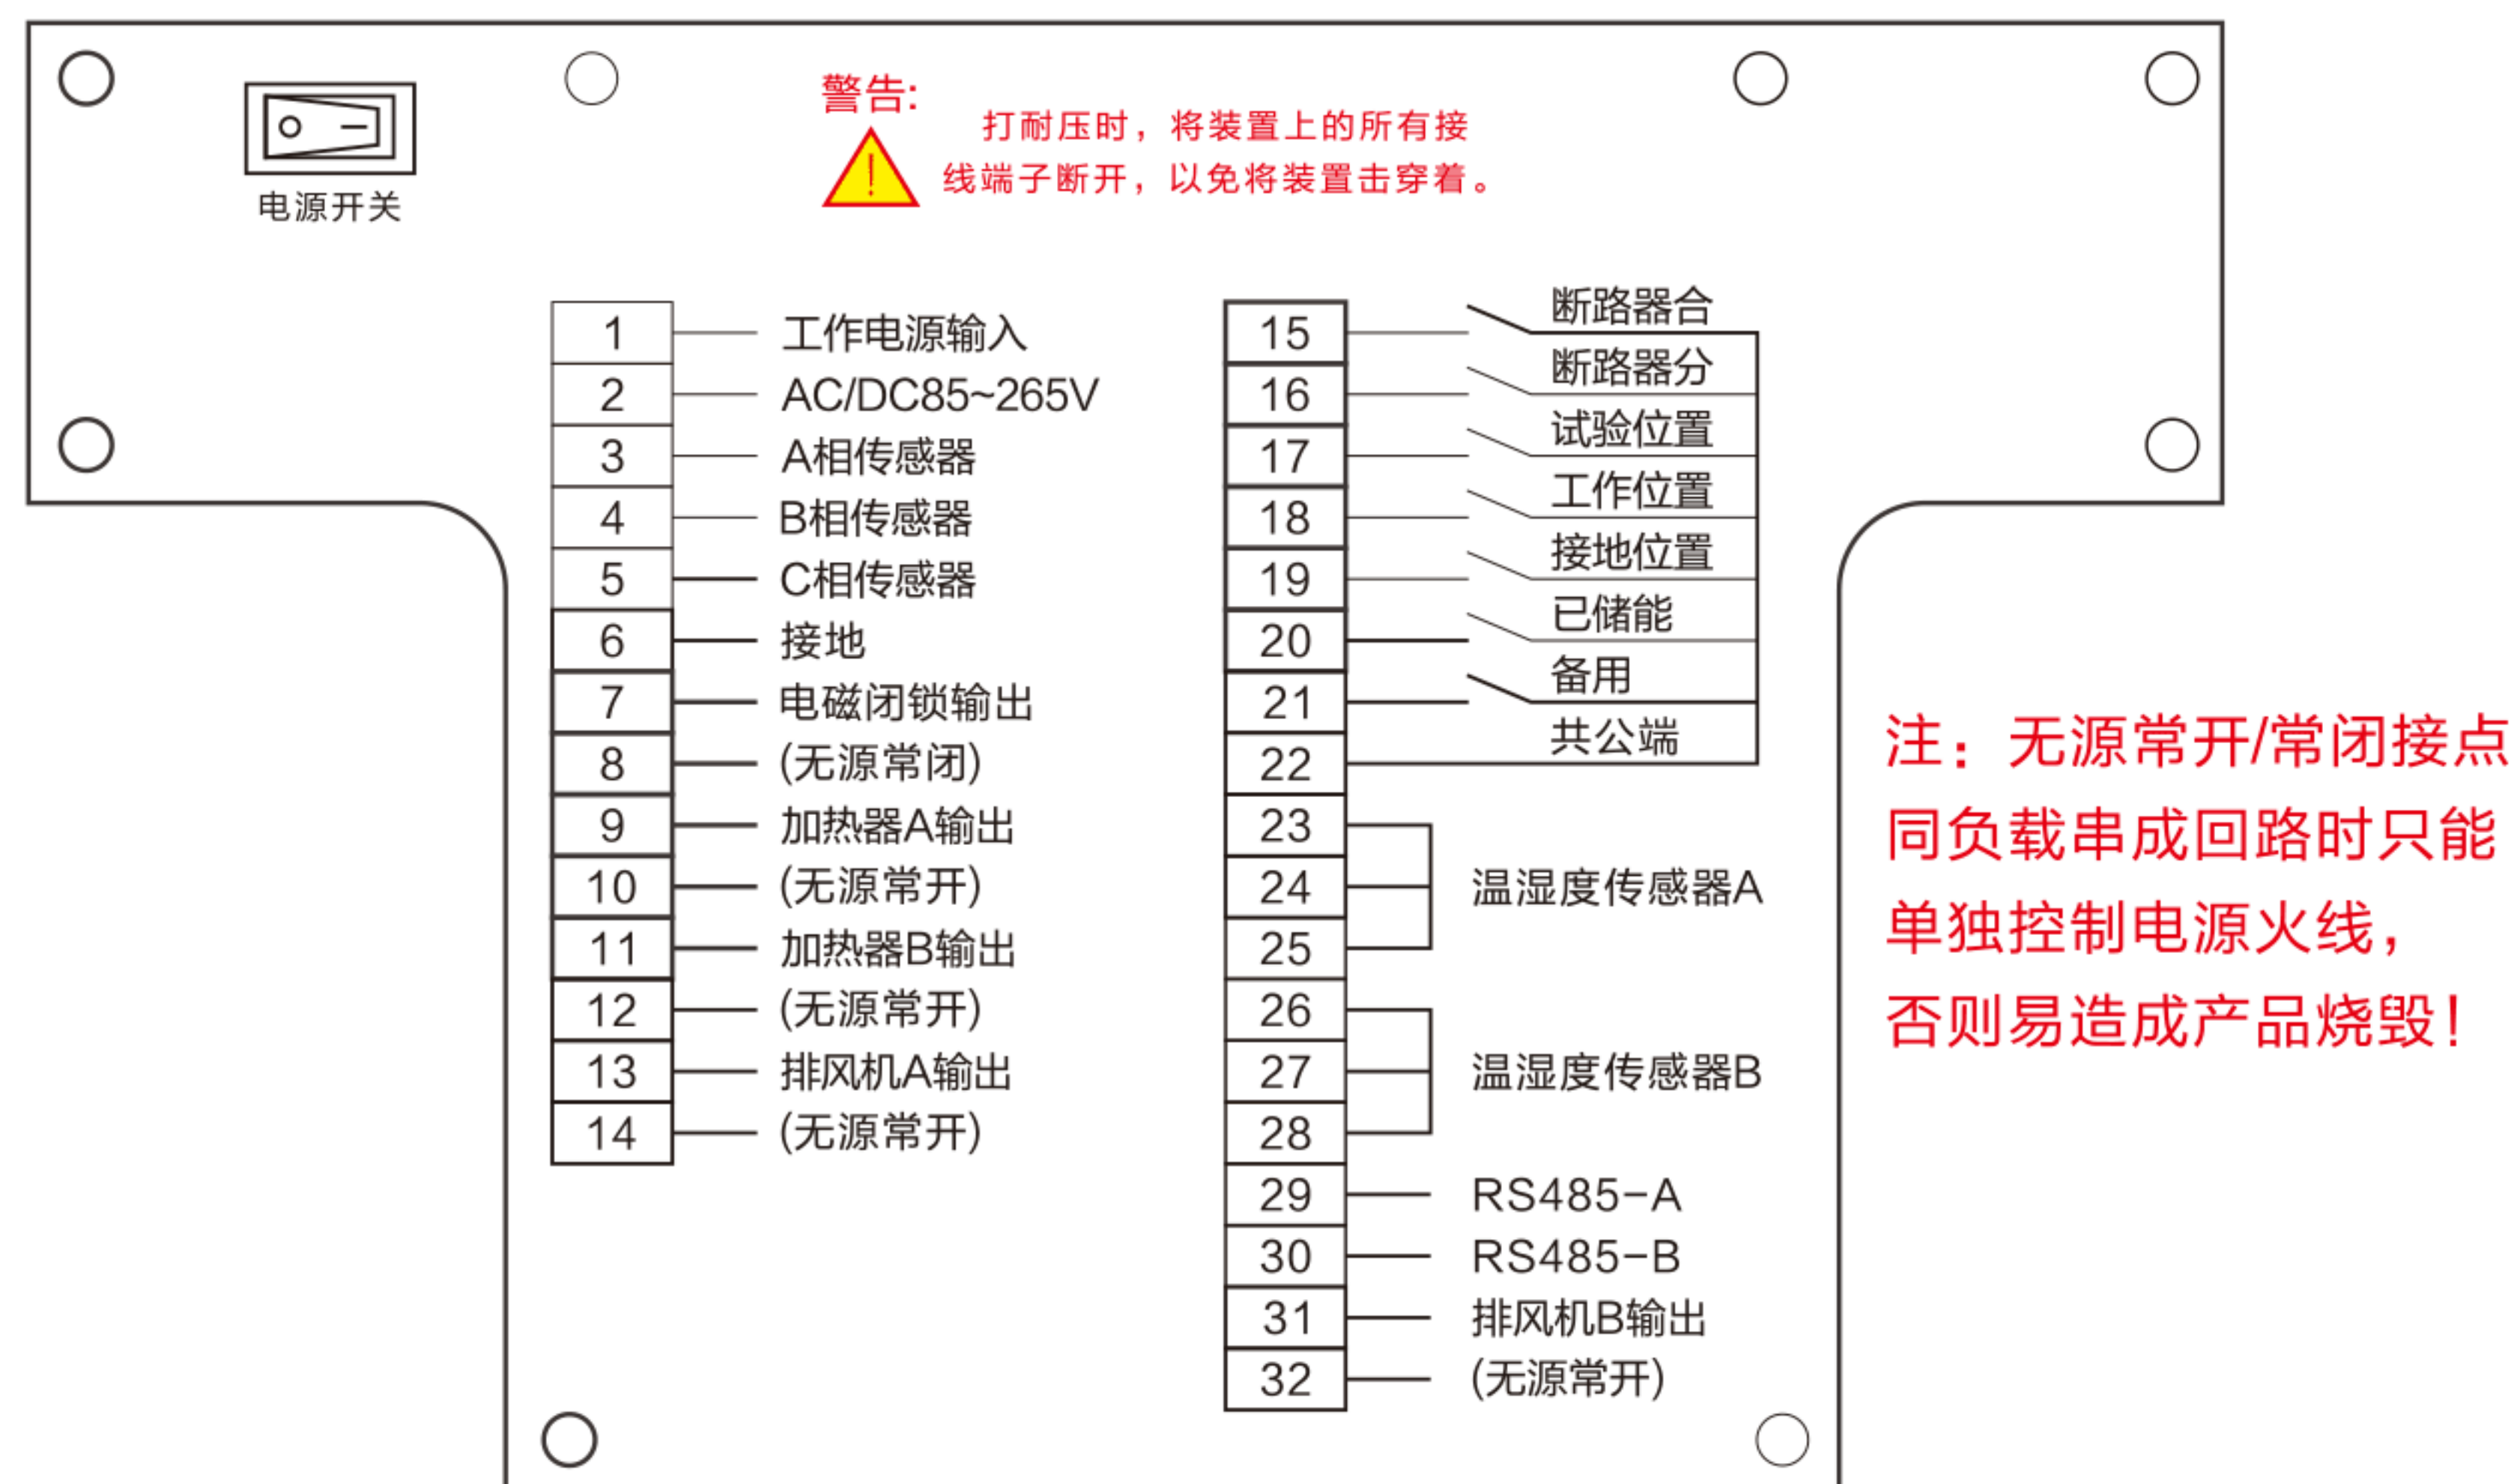 电源开关
警告:
打耐压时，将装置上的所有接
线端子断开，以免将装置击穿着。
1 工作电源输入
2 AC/DC85~265V
3 A相传感器
4 B相传感器
5 C相传感器
6 接地
7 电磁闭锁输出
8 (无源常闭)
9 加热器A输出
10 (无源常开)
11 加热器B输出
12 (无源常开)
13 排风机A输出
14 (无源常开)
15 断路器合
16 断路器分
17 试验位置
18 工作位置
19 接地位置
20 已储能
21 备用
22 共公端
23
24 温湿度传感器A
25
26
27 温湿度传感器B
28
29 RS485-A
30 RS485-B
31 排风机B输出
32 (无源常开)
注：无源常开/常闭接点
同负载串成回路时只能
单独控制电源火线，
否则易造成产品烧毁！